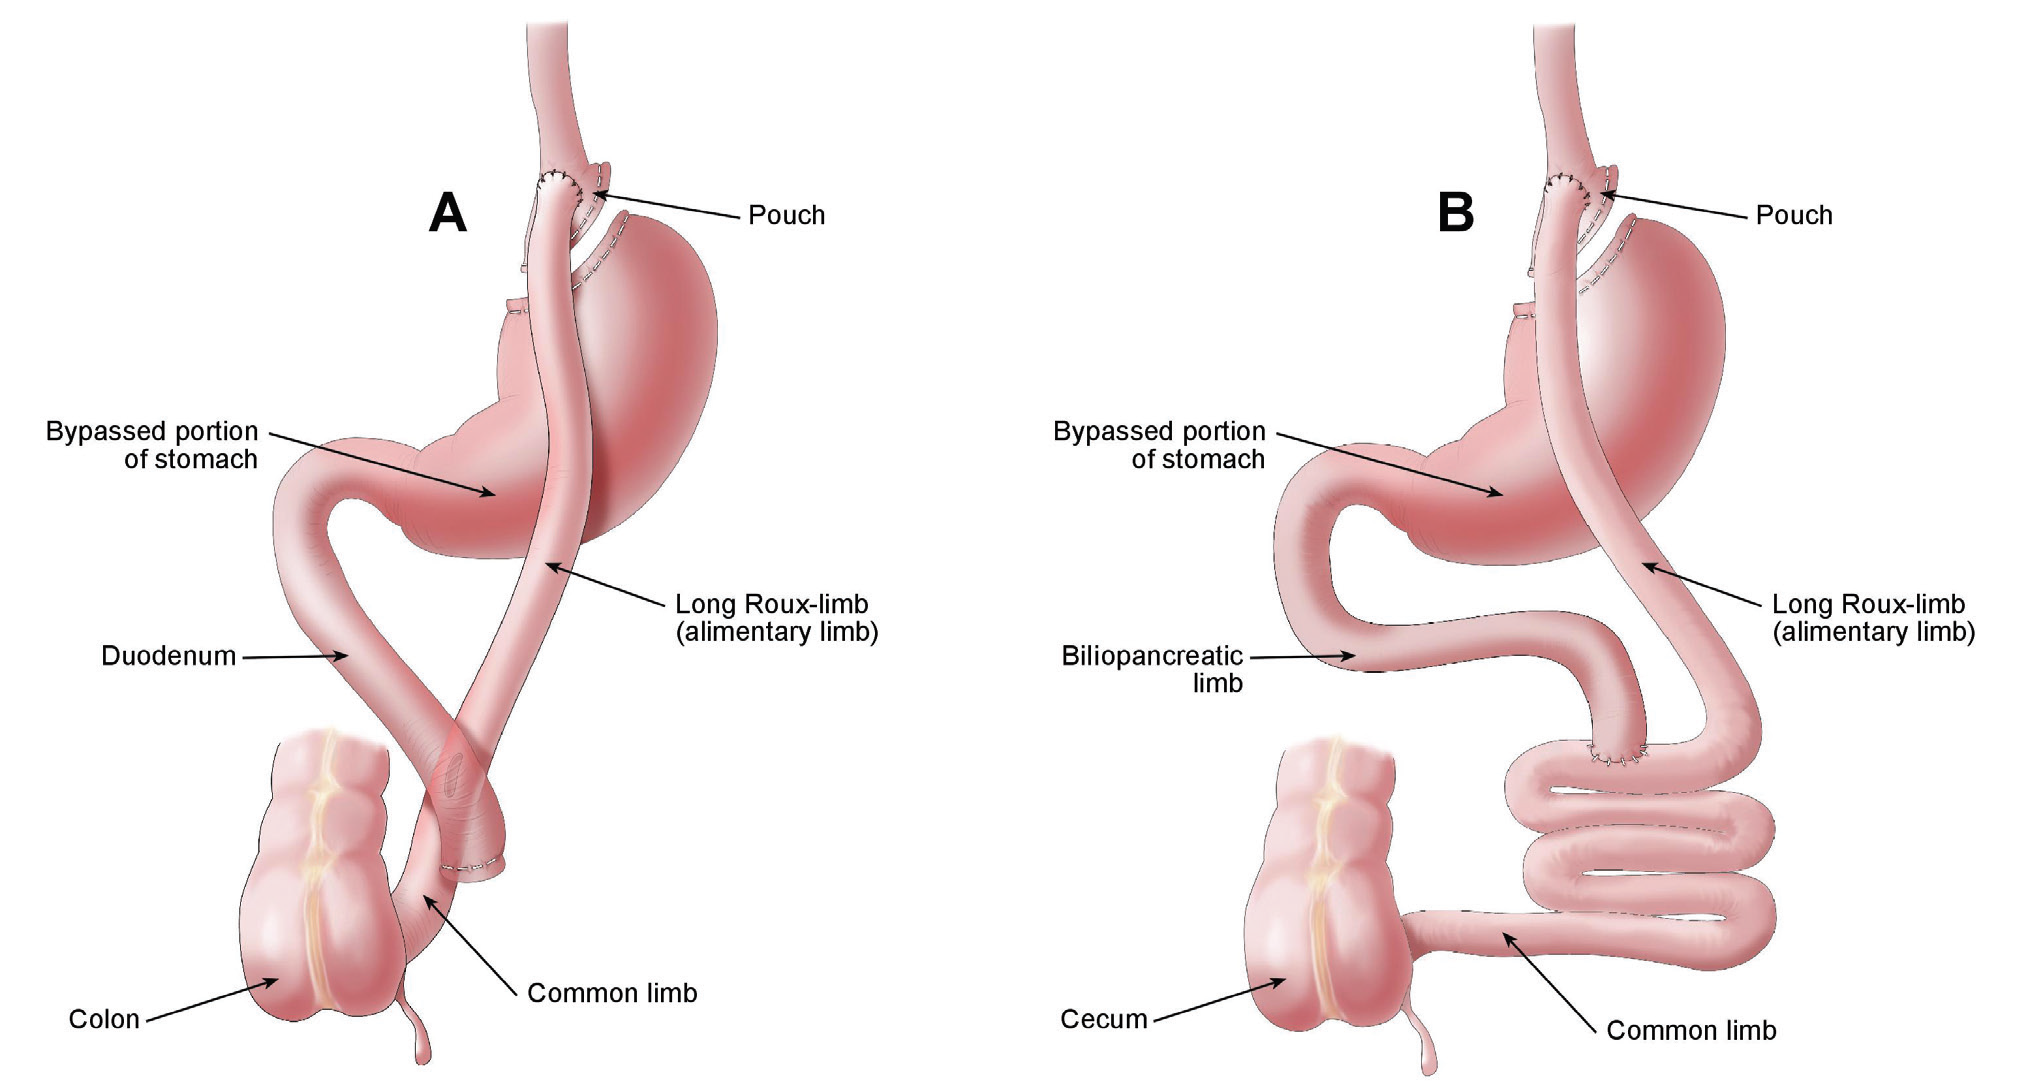 A
Pouch
Bypassed portion
of stomach
Long Roux-limb
(alimentary limb)
Duodenum
Common limb
Colon
B
Pouch
Bypassed portion
of stomach
Long Roux-limb
(alimentary limb)
Biliopancreatic
limb
Cecum
Common limb